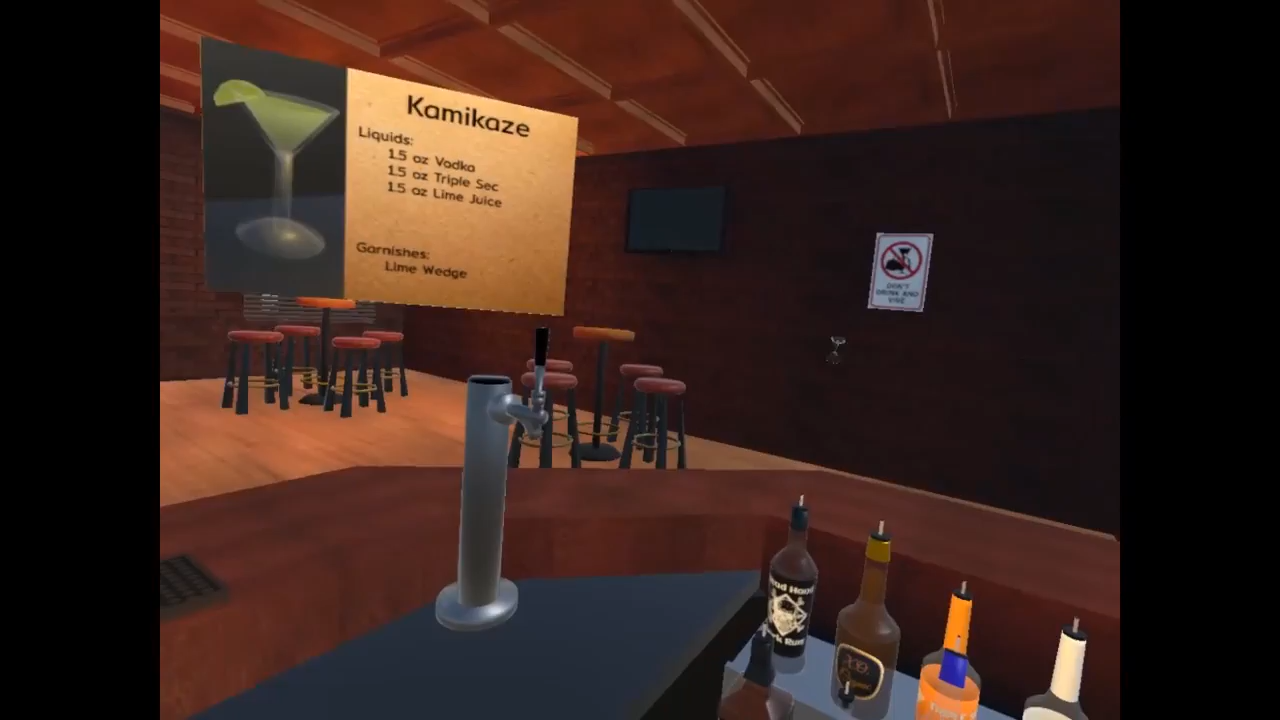 Kamikaze
Liquids:
1.5 oz Vodka
1.5 oz Triple Sec
1.5 oz Lime Juice
Garnishes:
Lime Wedge
DON'T
DRINK AND
VIVE